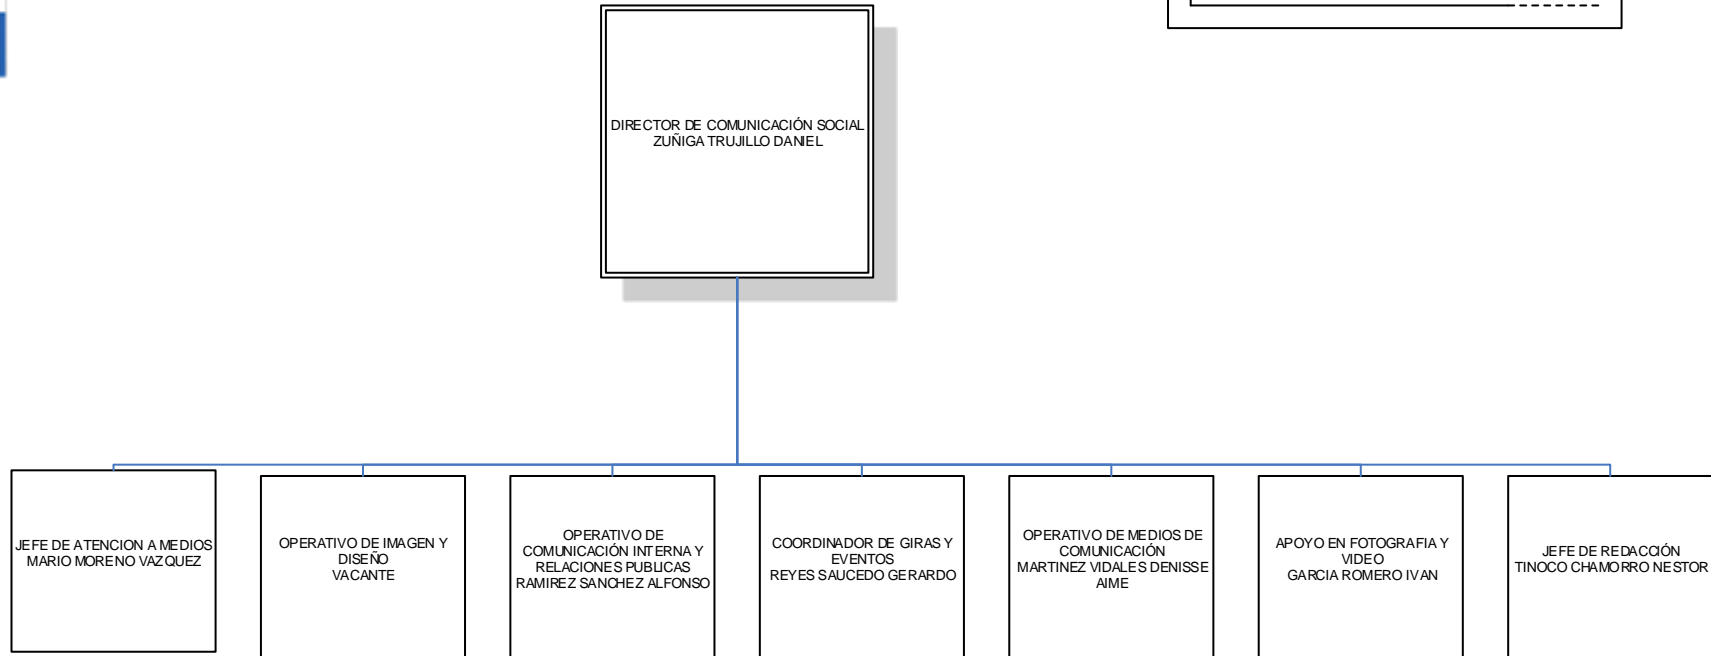 DIRECTOR DE COMUNICACIÓN SOCIAL
ZUÑIGA TRUJILLO DANIEL
JEFE DE ATENCION A MEDIOS
MARIO MORENO VAZQUEZ
OPERATIVO DE IMAGEN Y
DISEÑO
VACANTE
OPERATIVO DE
COMUNICACIÓN INTERNA Y
RELACIONES PUBLICAS
RAMIREZ SANCHEZ ALFONSO
COORDINADOR DE GIRAS Y
EVENTOS
REYES SAUCEDO GERARDO
OPERATIVO DE MEDIOS DE
COMUNICACIÓN
MARTINEZ VIDALES DENISSE
AIME
APOYO EN FOTOGRAFIA Y
VIDEO
GARCIA ROMERO IVAN
JEFE DE REDACCIÓN
TINOCO CHAMORRO NESTOR